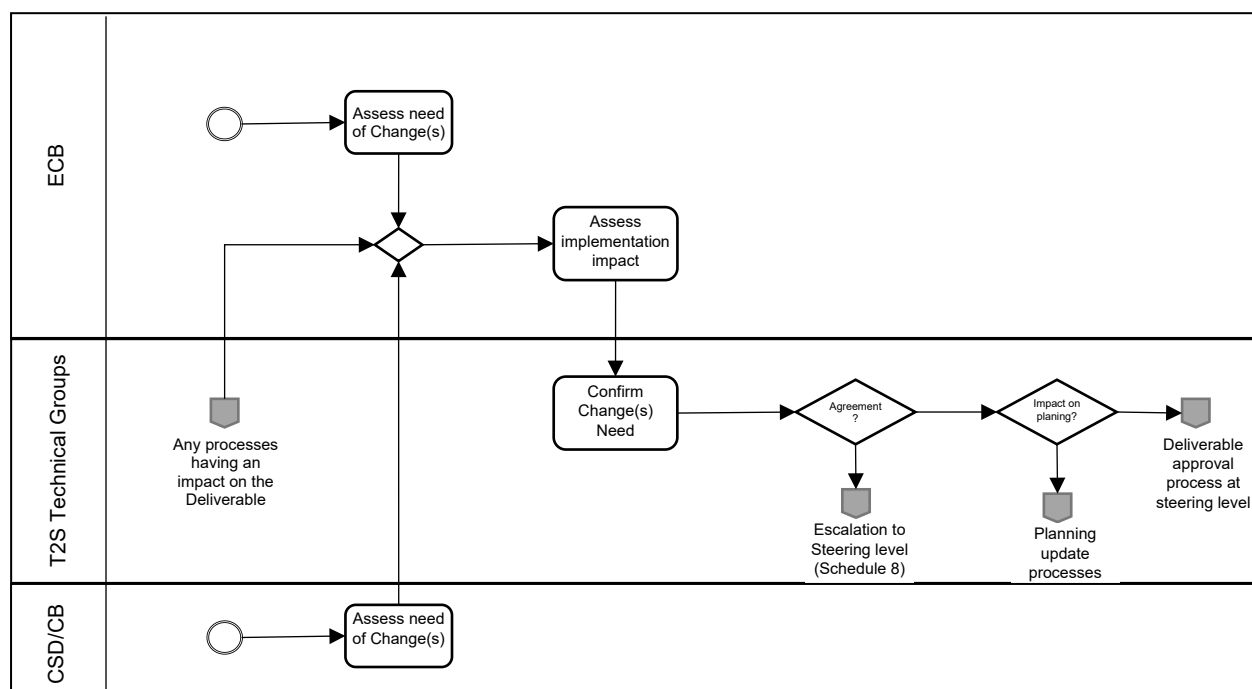 ECB
Assess need
of Change(s)
Assess
implementation
impact
T2S Technical Groups
Any processes
having an
impact on the
Deliverable
Confirm
Change(s)
Need
Agreement
?
Impact on
planing?
Deliverable
approval
process at
steering level
Escalation to
Steering level
(Schedule 8)
Planning
update
processes
CSD/CB
Assess need
of Change(s)